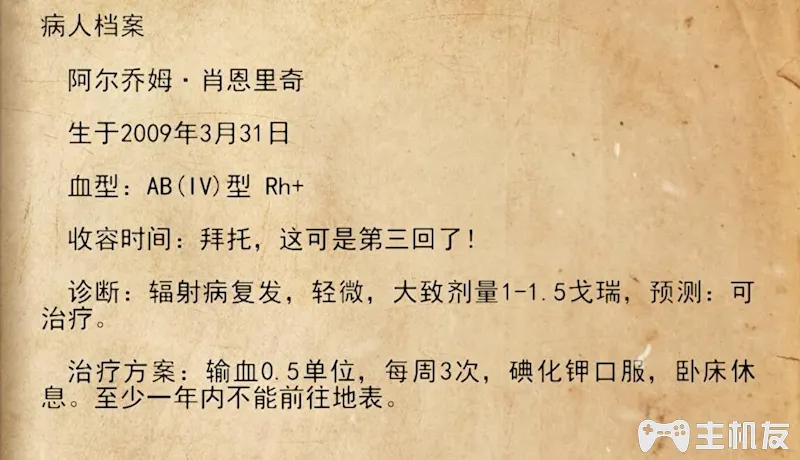 病人档案
阿尔乔姆·肖恩里奇
生于2009年3月31日
血型：AB(IV)型 Rh+
收容时间：拜托，这可是第三回了！
诊断：辐射病复发，轻微，大致剂量1-1.5戈瑞，预测：可
治疗。
治疗方案：输血0.5单位，每周3次，碘化钾口服，卧床休
息。至少一年内不能前往地表。
主机友